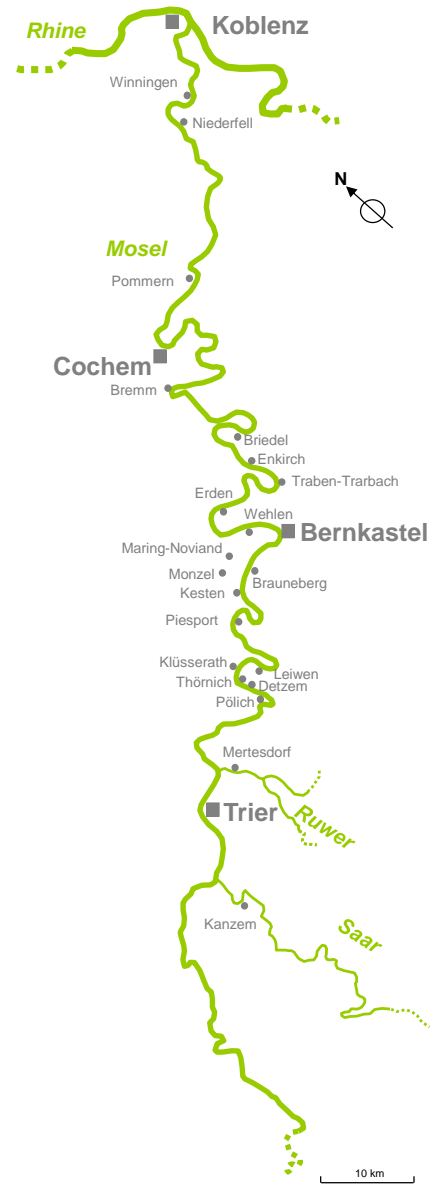 Koblenz
Rhine
Winningen
Niederfell
N
Mosel
Pommern
Cochem
Bremm
Briedel
Enkirch
Traben-Trarbach
Erden
Wehlen
Bernkastel
Maring-Noviand
Monzel
Brauneberg
Kesten
Piesport
Klüsserath
Leiwen
Thörnich
Detzem
Pölich
Mertesdorf
Trier
Ruwer
Kanzem
Saar
10 km